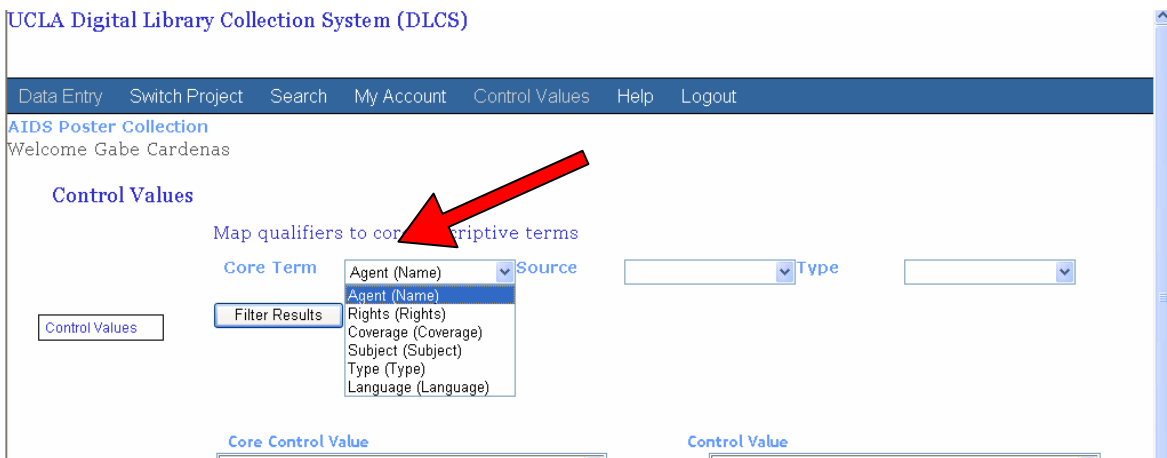 UCLA Digital Library Collection System (DLCS)
Data Entry Switch Project Search My Account Control Values Help Logout
AIDS Poster Collection
Welcome Gabe Cardenas
Control Values
Map qualifiers to core descriptive terms
Core Term Agent (Name) Source Type
Agent (Name)
Filter Results Rights (Rights)
Control Values Coverage (Coverage)
Subject (Subject)
Type (Type)
Language (Language)
Core Control Value Control Value